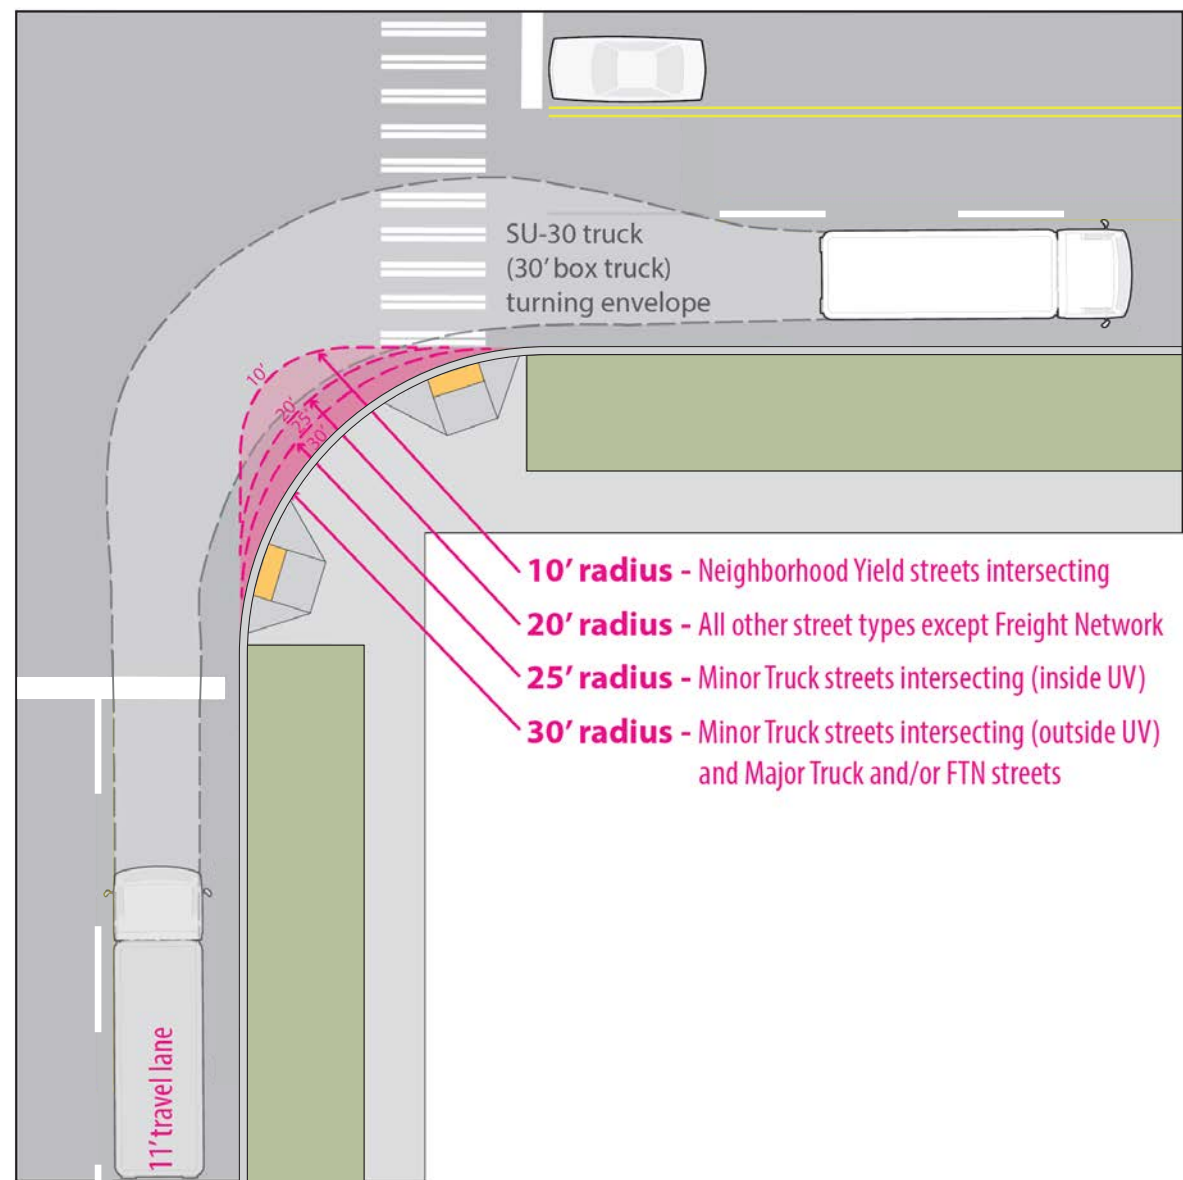 SU-30 truck
(30' box truck)
turning envelope
10'
20'
25'
30'
10' radius - Neighborhood Yield streets intersecting
20' radius - All other street types except Freight Network
25' radius - Minor Truck streets intersecting (inside UV)
30' radius - Minor Truck streets intersecting (outside UV)
and Major Truck and/or FTN streets
11' travel lane